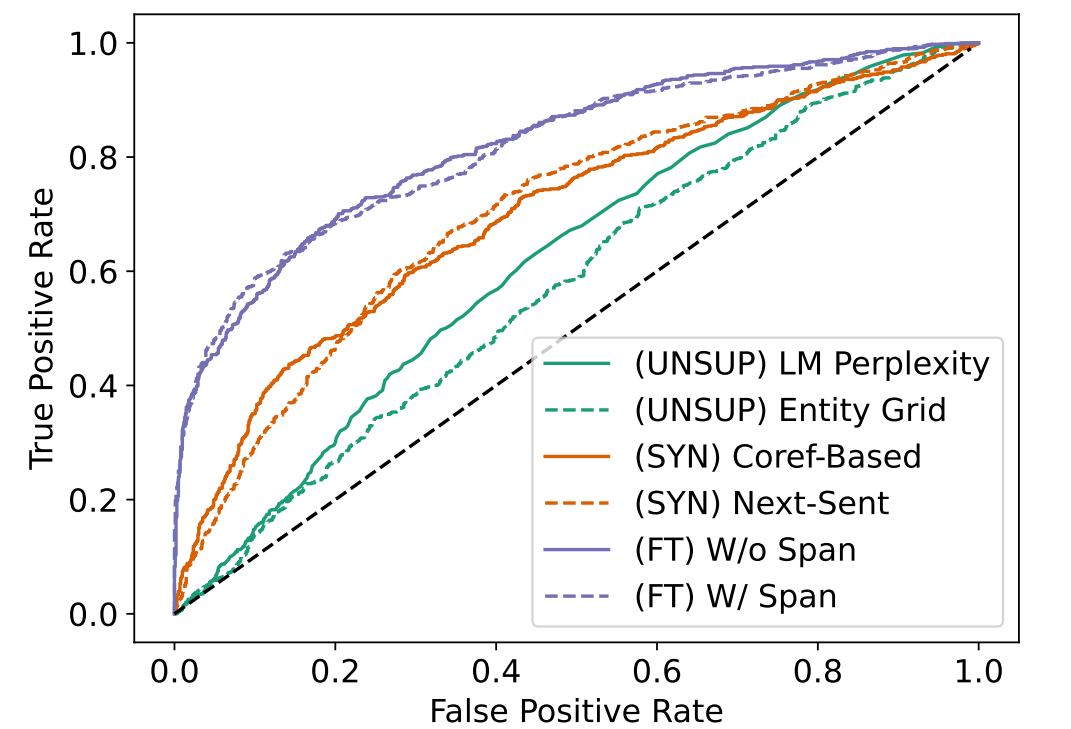 1.0
0.8
0.6
0.4
0.2
0.0
True Positive Rate
(UNSUP) LM Perplexity
(UNSUP) Entity Grid
(SYN) Coref-Based
(SYN) Next-Sent
(FT) W/o Span
(FT) W/ Span
0.0 0.2 0.4 0.6 0.8 1.0
False Positive Rate